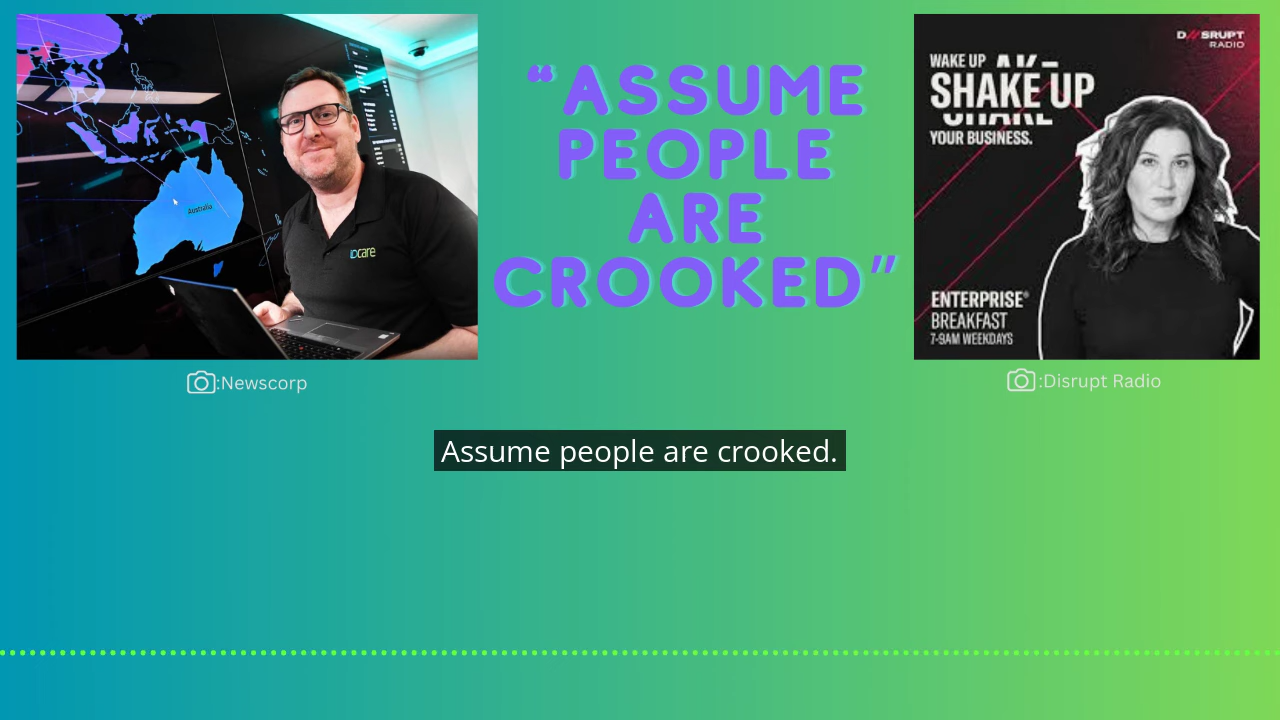 Australia
IDCARE
:Newscorp
“ASSUME
PEOPLE
ARE
CROOKED”
D//SRUPT
RADIO
WAKE UP
SHAKE UP
YOUR BUSINESS.
ENTERPRISE®
BREAKFAST
7-9AM WEEKDAYS
:Disrupt Radio
Assume people are crooked.